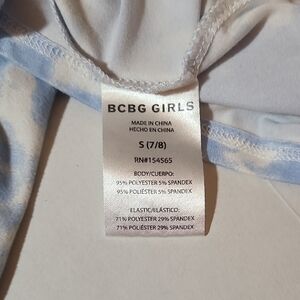 BCBG GIRLS
MADE IN CHINA
HECHO EN CHINA
S (7/8)
RN#154565
BODY/CUERPO:
95% POLYESTER 5% SPANDEX
95% POLIÉSTER 5% SPANDEX
ELASTIC/ELÁSTICO:
71% POLYESTER 29% SPANDEX
71% POLIÉSTER 29% SPANDEX